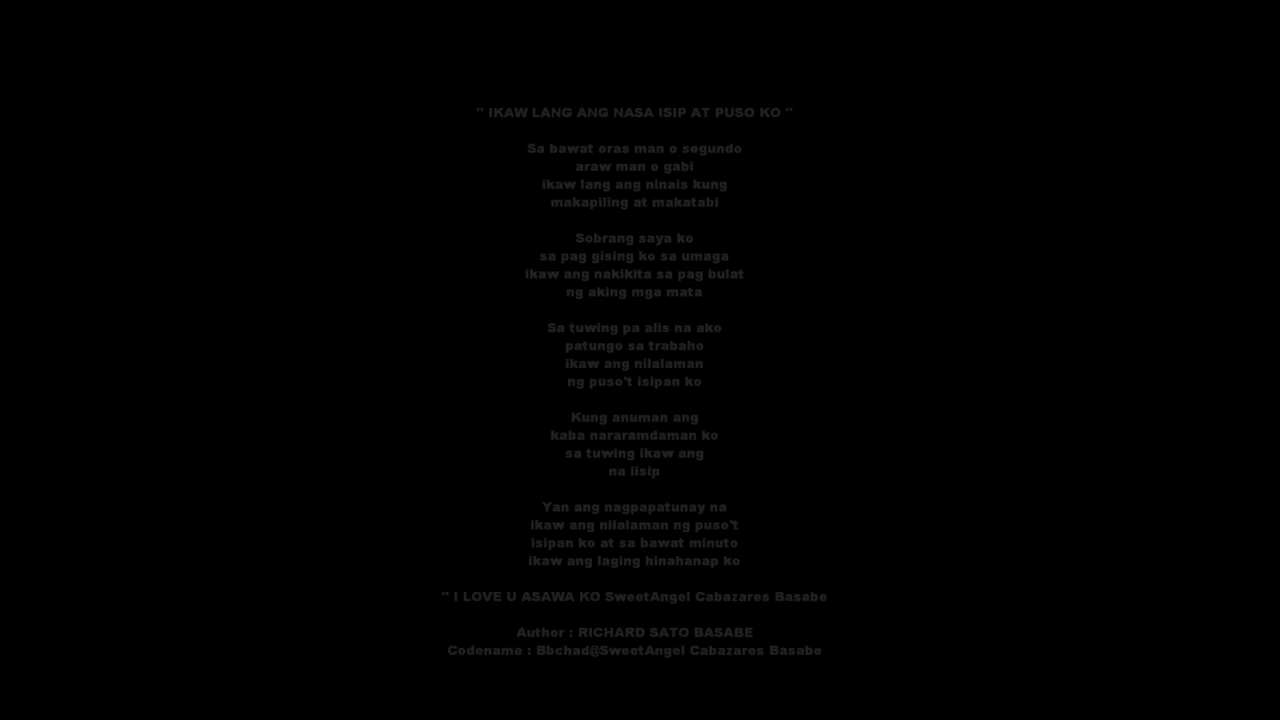 " IKAW LANG ANG NASA ISIP AT PUSO KO "
Sa bawat oras man o segundo
araw man o gabi
ikaw lang ang ninais kung
makapiling at makatabi
Sobrang saya ko
sa pag gising ko sa umaga
ikaw ang nakikita sa pag bulat
ng aking mga mata
Sa tuwing pa alis na ako
patungo sa trabaho
ikaw ang nilalaman
ng puso't isipan ko
Kung anuman ang
kaba nararamdaman ko
sa tuwing ikaw ang
na iisip
Yan ang nagpapatunay na
ikaw ang nilalaman ng puso't
isipan ko at sa bawat minuto
ikaw ang laging hinahanap ko
" I LOVE U ASAWA KO SweetAngel Cabazares Basabe
Author : RICHARD SATO BASABE
Codename : Bbchad@SweetAngel Cabazares Basabe